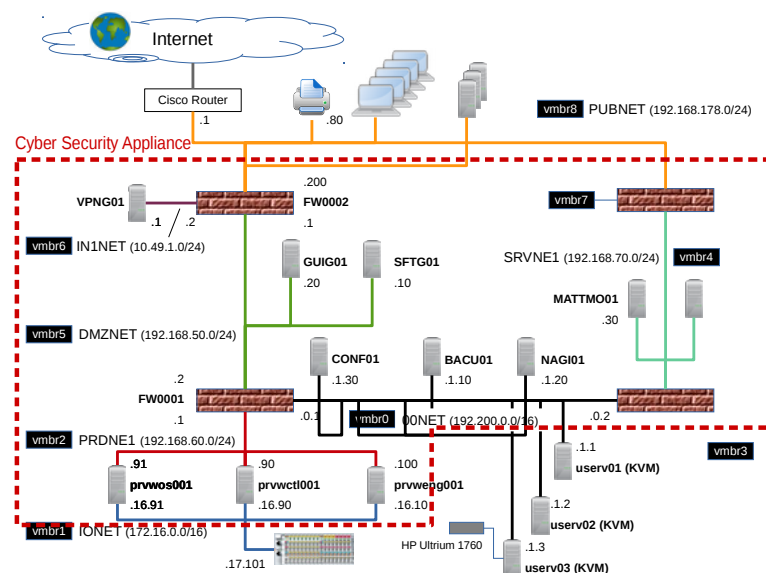 Internet
Cisco Router
.1
.80
vmbr8 PUBNET (192.168.178.0/24)
Cyber Security Appliance
.200
VPNG01
FW0002
vmbr7
.1 .2
.1
vmbr6 IN1NET (10.49.1.0/24)
GUIG01
.20
SFTG01
.10
SRVNE1 (192.168.70.0/24) vmbr4
MATTMO01
.30
vmbr5 DMZNET (192.168.50.0/24)
CONF01
.1.30
BACU01
.1.10
NAGI01
.1.20
.2
FW0001
.1
.0.1
vmbr0 00NET (192.200.0.0/16)
.0.2
vmbr2 PRDNE1 (192.168.60.0/24)
vmbr3
.1.1
userv01 (KVM)
.91
prvwos001
.16.91
.90
prvwctl001
.16.90
.100
prvweng001
.16.10
.1.2
userv02 (KVM)
vmbr1 IONET (172.16.0.0/16)
.17.101
HP Ultrium 1760
.1.3
userv03 (KVM)